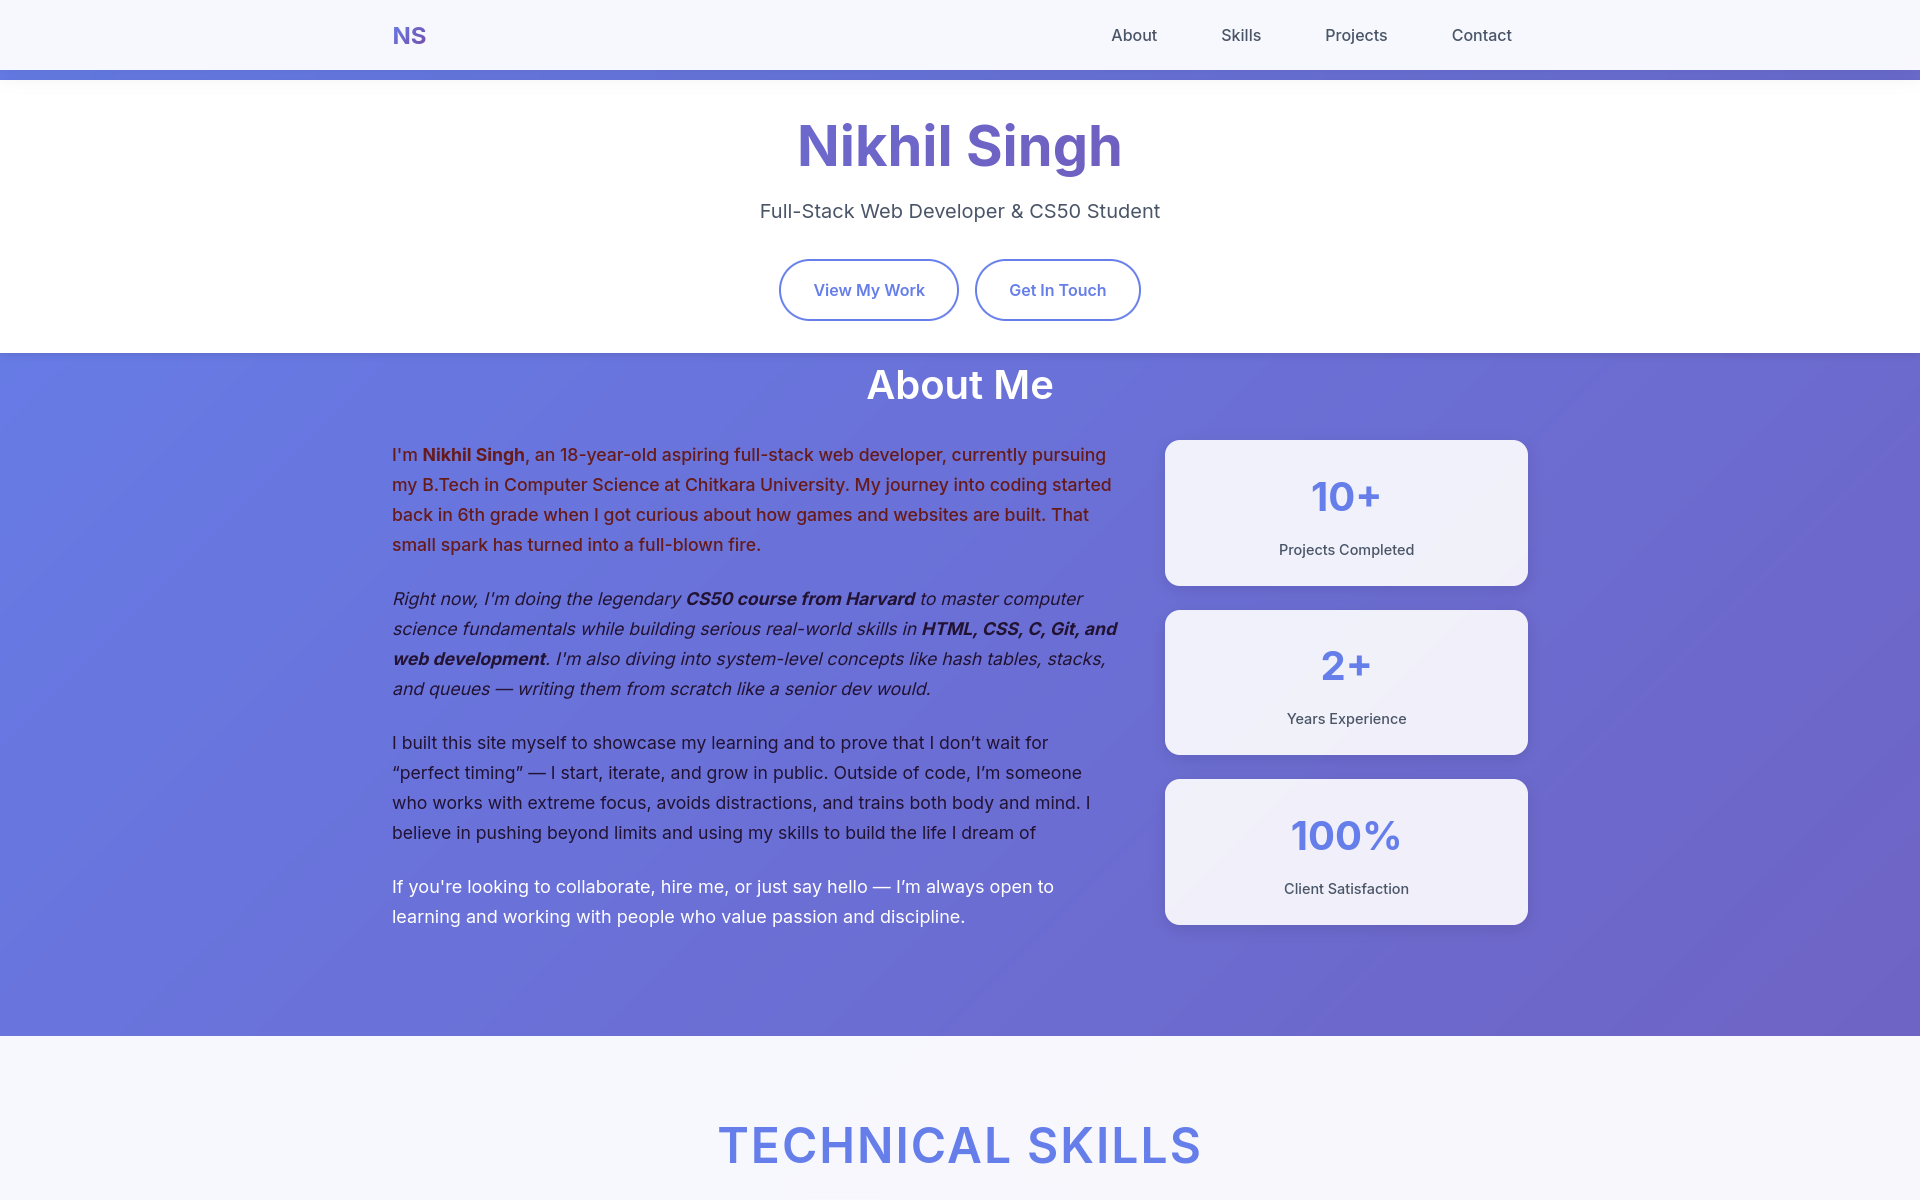 NS
About
Skills
Projects
Contact
Nikhil Singh
Full-Stack Web Developer & CS50 Student
View My Work
Get In Touch
About Me
I'm Nikhil Singh, an 18-year-old aspiring full-stack web developer, currently pursuing
my B.Tech in Computer Science at Chitkara University. My journey into coding started
back in 6th grade when I got curious about how games and websites are built. That
small spark has turned into a full-blown fire.
Right now, I'm doing the legendary CS50 course from Harvard to master computer
science fundamentals while building serious real-world skills in HTML, CSS, C, Git, and
web development. I'm also diving into system-level concepts like hash tables, stacks,
and queues — writing them from scratch like a senior dev would.
I built this site myself to showcase my learning and to prove that I don’t wait for
“perfect timing” — I start, iterate, and grow in public. Outside of code, I’m someone
who works with extreme focus, avoids distractions, and trains both body and mind. I
believe in pushing beyond limits and using my skills to build the life I dream of
If you're looking to collaborate, hire me, or just say hello — I’m always open to
learning and working with people who value passion and discipline.
10+
Projects Completed
2+
Years Experience
100%
Client Satisfaction
TECHNICAL SKILLS